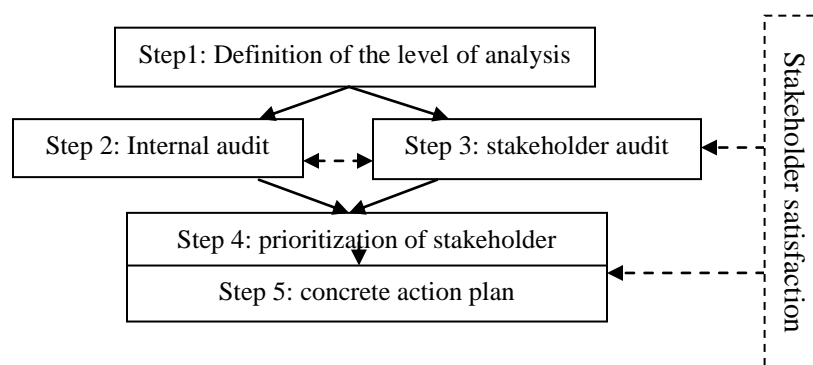 Step1: Definition of the level of analysis
Step 2: Internal audit
Step 3: stakeholder audit
Step 4: prioritization of stakeholder
Step 5: concrete action plan
Stakeholder satisfaction